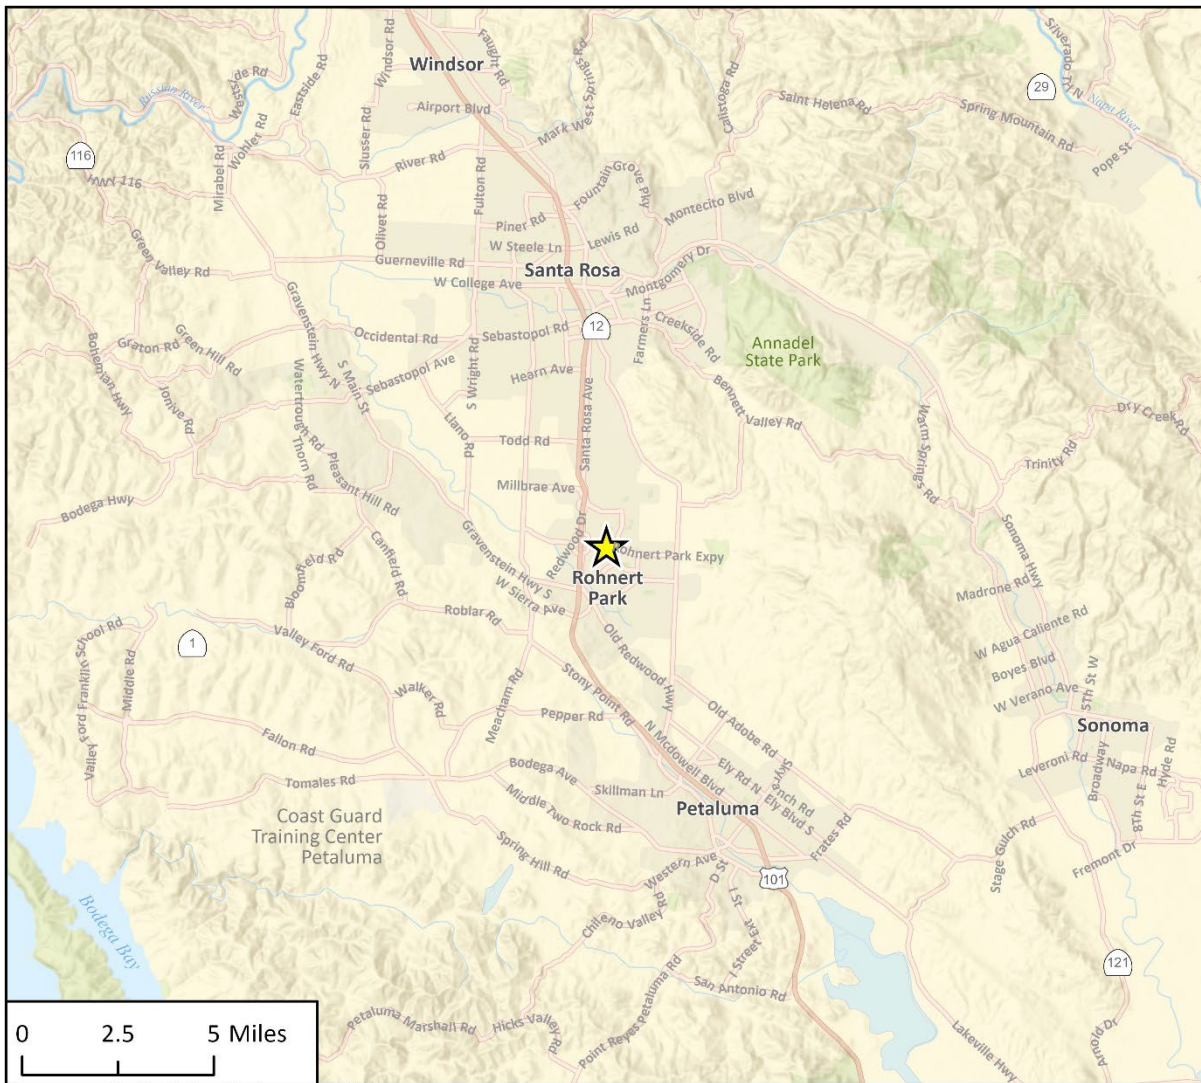 Windsor
Windsor Rd
Faught Rd
Mark West Springs Rd
Westside Rd
Eastside Rd
Russian River
Wohler Rd
Slusser Rd
Airport Blvd
Calistoga Rd
Saint Helena Rd
29
Silverado Trl N
Napa River
Spring Mountain Rd
Pope St
116
HWY 116
Mirabel Rd
River Rd
Fulton Rd
Fountain Grove Pky
Olivet Rd
Piner Rd
Lewis Rd
Montecito Blvd
W Steele Ln
Green Valley Rd
Guerneville Rd
Santa Rosa
Montgomery Dr
W College Ave
Gravenstein Hwy N
12
Occidental Rd
Sebastopol Rd
Farmers Ln
Creekside Rd
Annadel
State Park
Bohemian Hwy
Graton Rd
Green Hill Rd
S Main St
Sebastopol Ave
S Wright Rd
Hearn Ave
Santa Rosa Ave
Bennett Valley Rd
Warm Springs Rd
Dry Creek Rd
Jonive Rd
Watertrough Rd
Thorn Rd
Llano Rd
Todd Rd
Trinity Rd
Pleasant Hill Rd
Millbrae Ave
Bodega Hwy
Sonoma Hwy
Redwood Dr
Rohnert Park Expy
Rohnert
Park
Bloomfield Rd
Canfield Rd
Gravenstein Hwy S
W Sierra Ave
Madrone Rd
Roblar Rd
Old Redwood Hwy
W Agua Caliente Rd
Valley Ford Franklin School Rd
1
Middle Rd
Valley Ford Rd
Stony Point Rd
Boyes Blvd
5Th St W
Walker Rd
Meacham Rd
W Verano Ave
Pepper Rd
Old Adobe Rd
Sonoma
N Mcdowell Blvd
Fallon Rd
Ely Rd N
Leveroni Rd
Broadway
Napa Rd
Hyde Rd
Tomales Rd
Bodega Ave
Skillman Ln
Ely Blvd S
8Th St E
Middle Two Rock Rd
Petaluma
Coast Guard
Training Center
Petaluma
Frates Rd
Stage Gulch Rd
Fremont Dr
Spring Hill Rd
Western Ave
D St
I St
101
Bodega Bay
Chileno Valley Rd
I Street Ext
121
San Antonio Rd
Point Reyes Petaluma Rd
Petaluma Marshall Rd
Hicks Valley Rd
Lakeville Hwy
Arnold Dr
0 2.5 5 Miles